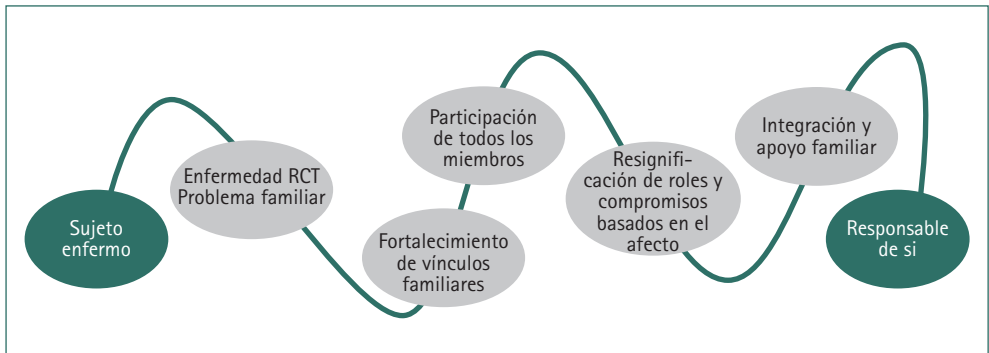 Sujeto
enfermo
Enfermedad RCT
Problema familiar
Fortalecimiento
de vínculos
familiares
Participación
de todos los
miembros
Resignifi-
cación de roles y
compromisos
basados en el
afecto
Integración y
apoyo familiar
Responsable
de si